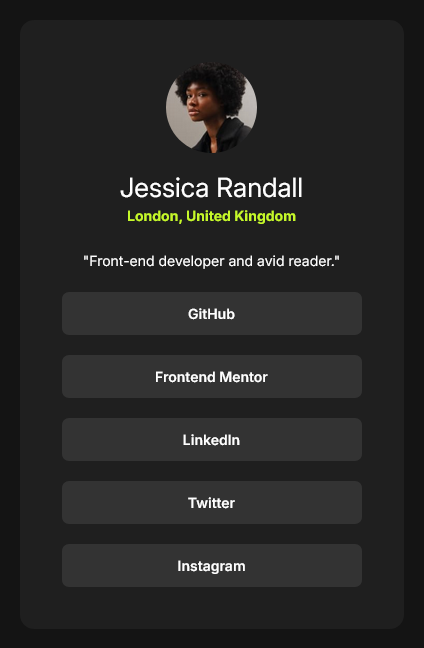 Jessica Randall
London, United Kingdom
"Front-end developer and avid reader."
GitHub
Frontend Mentor
LinkedIn
Twitter
Instagram